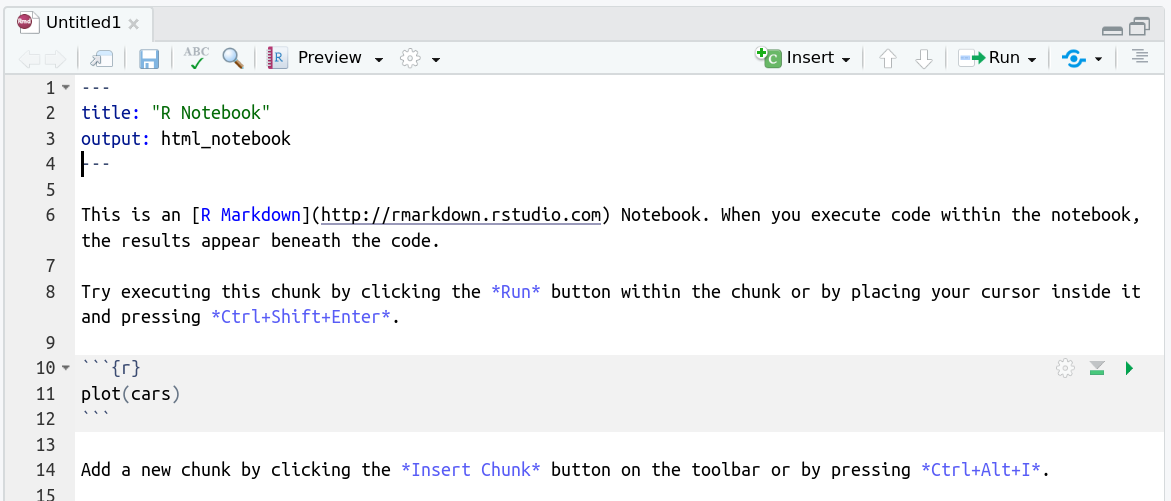 Rmd Untitled1 ×
ABC R Preview C Insert Run
1 ---
2 title: "R Notebook"
3 output: html_notebook
4 ---
5
6 This is an [R Markdown](http://rmarkdown.rstudio.com) Notebook. When you execute code within the notebook,
the results appear beneath the code.
7
8 Try executing this chunk by clicking the *Run* button within the chunk or by placing your cursor inside it
and pressing *Ctrl+Shift+Enter*.
9
10 ```{r}
11 plot(cars)
12 ```
13
14 Add a new chunk by clicking the *Insert Chunk* button on the toolbar or by pressing *Ctrl+Alt+I*.
15